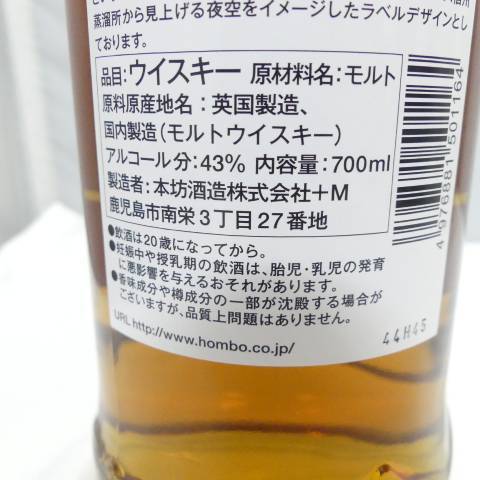 蒸溜所から見上げる夜空をイメージしたラベルデザインとし
ております。
品目:ウイスキー 原材料名:モルト
原料原産地名:英国製造、
国内製造(モルトウイスキー)
アルコール分:43% 内容量:700ml
製造者:本坊酒造株式会社+M
鹿児島市南栄3丁目27番地
●飲酒は20歳になってから。
●妊娠中や授乳期の飲酒は、胎児・乳児の発育
に悪影響を与えるおそれがあります。
●香味成分や樽成分の一部が沈殿する場合が
ございますが、品質上問題はありません。
URL http://www.hombo.co.jp/
4 976881 501164
44H45